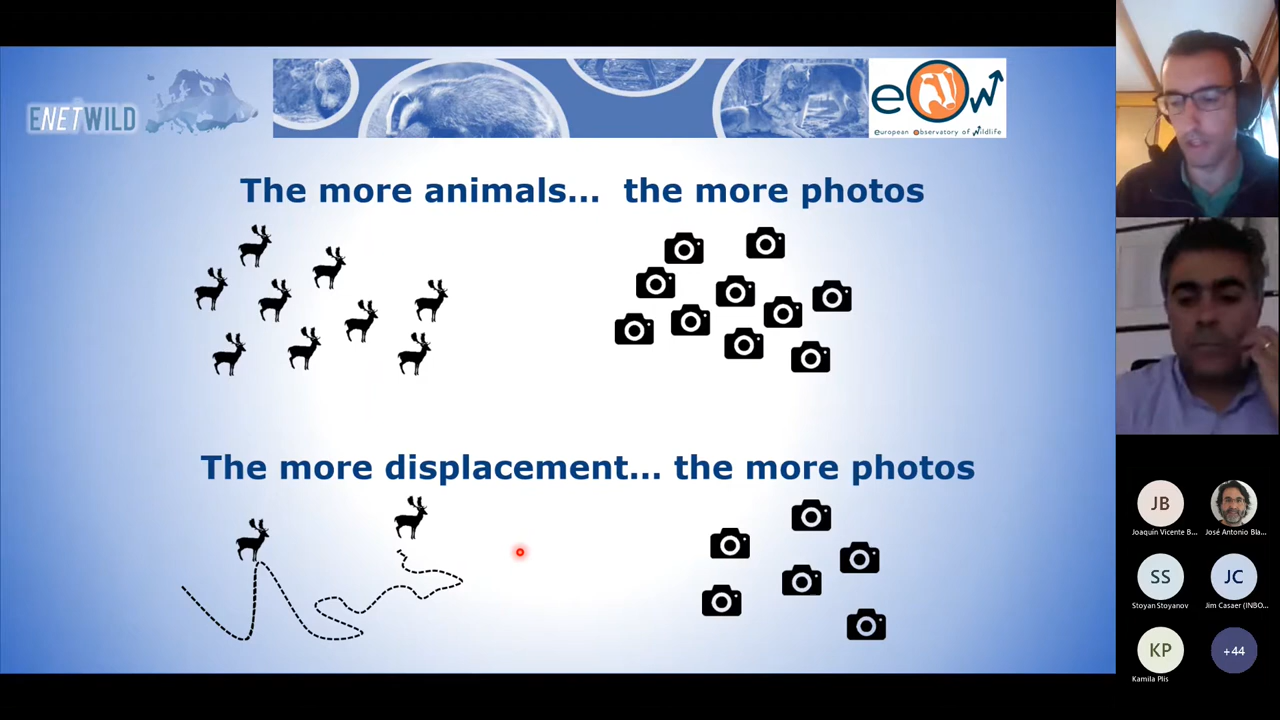 ENETWILD
eOw
european observatory of wildlife
The more animals... the more photos
The more displacement... the more photos
JB
Joaquín Vicente B...
José Antonio Bla...
SS
Stoyan Stoyanov
JC
Jim Casaer (INBO...
KP
Kamila Plis
+44